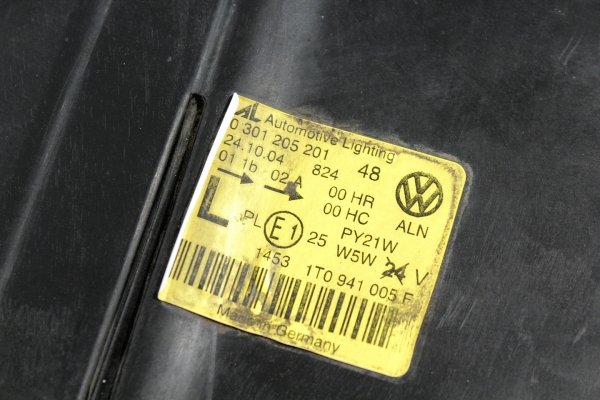 AL Automotive Lighting
0 301 205 201 48
24.10.04 824
01 1b 02 A 00 HR
00 HC ALN
L PL E1 25 PY21W
W5W 24 V
1453 1T0 941 005 F
Made in Germany